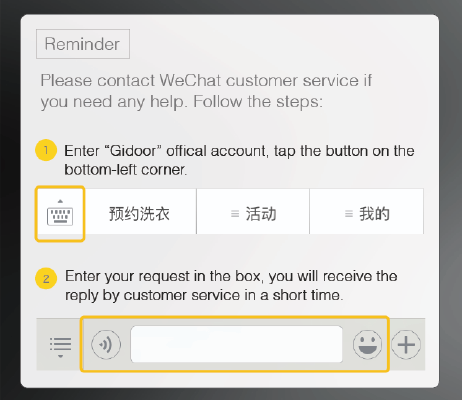 Reminder
Please contact WeChat customer service if
you need any help. Follow the steps:
1 Enter “Gidoor” offical account, tap the button on the
bottom-left corner.
预约洗衣 ≡ 活动 ≡ 我的
2 Enter your request in the box, you will receive the
reply by customer service in a short time.